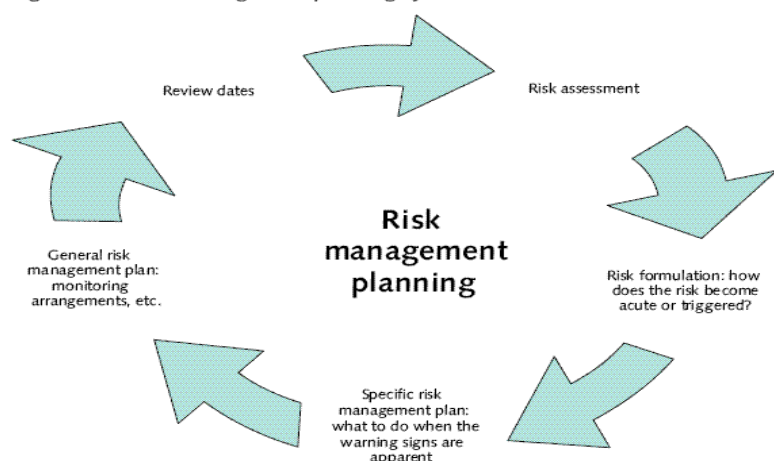 Review dates
Risk assessment
Risk
management
planning
General risk
management plan:
monitoring
arrangements, etc.
Risk formulation: how
does the risk become
acute or triggered?
Specific risk
management plan:
what to do when the
warning signs are
apparent